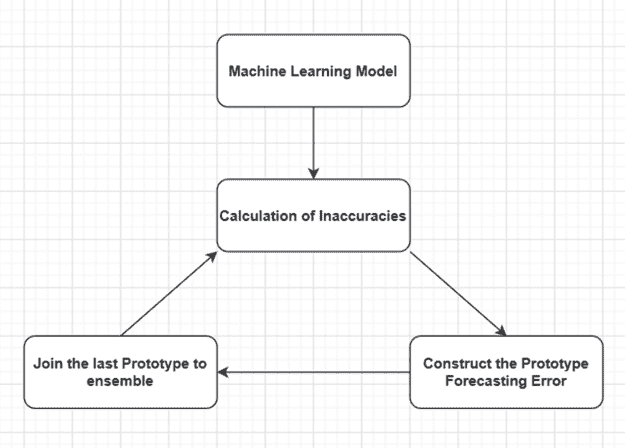 Machine Learning Model
Calculation of Inaccuracies
Join the last Prototype to
ensemble
Construct the Prototype
Forecasting Error